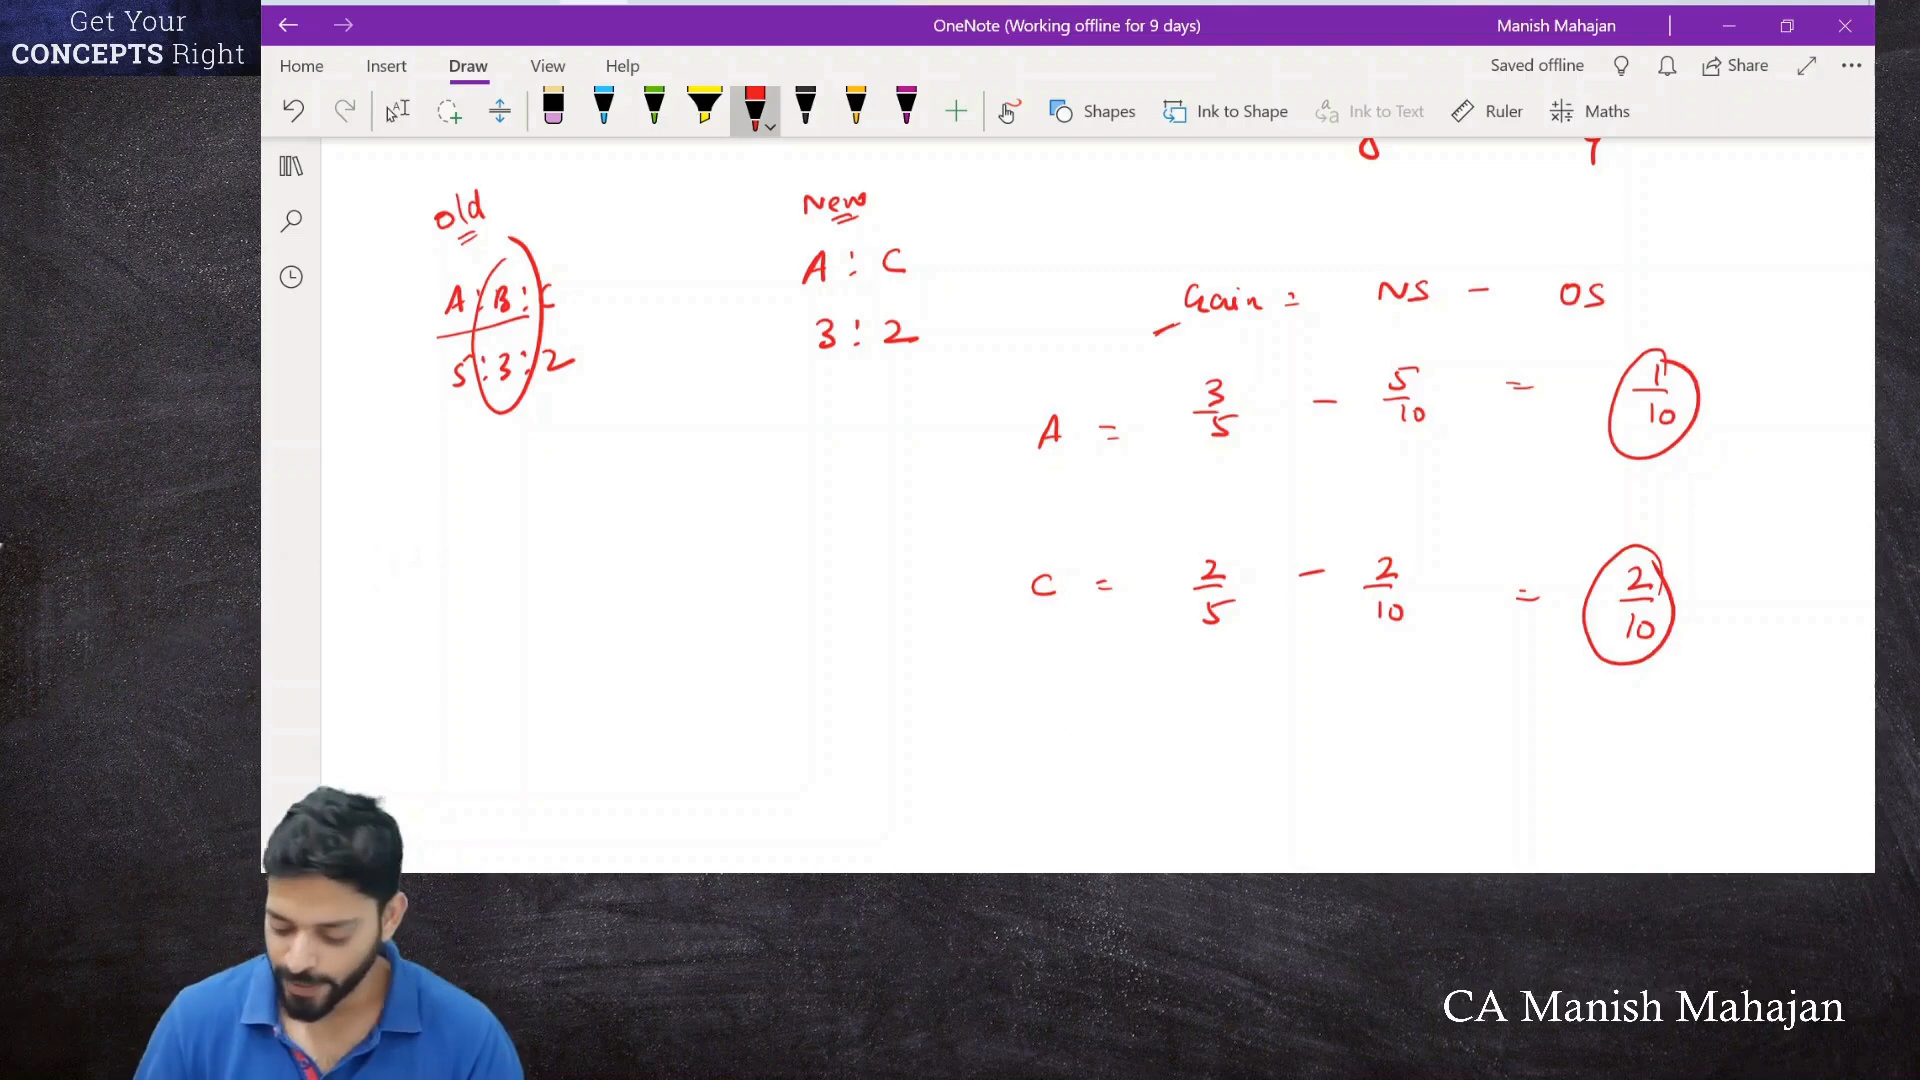 Get Your
CONCEPTS Right
OneNote (Working offline for 9 days)
Manish Mahajan
Home Insert Draw View Help
Saved offline
Share
Shapes
Ink to Shape
Ink to Text
Ruler
Maths
Old
A : B : C
5 : 3 : 2
New
A : C
3 : 2
Gain = NS - OS
A = 3/5 - 5/10 = 1/10
C = 2/5 - 2/10 = 2/10
CA Manish Mahajan